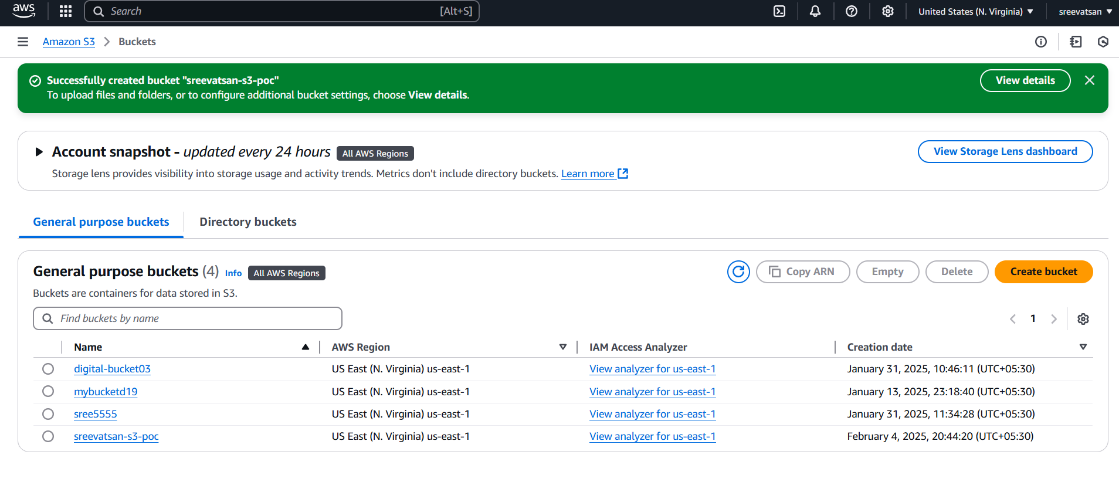 aws Search [Alt+S] United States (N. Virginia) ▼ sreevatsan ▼
Amazon S3 > Buckets
Successfully created bucket "sreevatsan-s3-poc"
To upload files and folders, or to configure additional bucket settings, choose View details.
View details
Account snapshot - updated every 24 hours All AWS Regions
Storage lens provides visibility into storage usage and activity trends. Metrics don't include directory buckets. Learn more
View Storage Lens dashboard
General purpose buckets Directory buckets
General purpose buckets (4) Info All AWS Regions
Buckets are containers for data stored in S3.
Copy ARN Empty Delete Create bucket
Find buckets by name
< 1 >
Name AWS Region IAM Access Analyzer Creation date
digital-bucket03 US East (N. Virginia) us-east-1 View analyzer for us-east-1 January 31, 2025, 10:46:11 (UTC+05:30)
mybucketd19 US East (N. Virginia) us-east-1 View analyzer for us-east-1 January 13, 2025, 23:18:40 (UTC+05:30)
sree5555 US East (N. Virginia) us-east-1 View analyzer for us-east-1 January 31, 2025, 11:34:28 (UTC+05:30)
sreevatsan-s3-poc US East (N. Virginia) us-east-1 View analyzer for us-east-1 February 4, 2025, 20:44:20 (UTC+05:30)